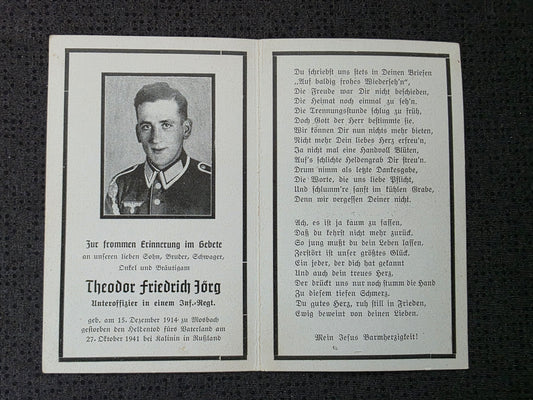 Zur frommen Erinnerung im Gebete
an unseren lieben Sohn, Bruder, Schwager,
Onkel und Bräutigam
Theodor Friedrich Jörg
Unteroffizier in einem Inf.-Regt.
geb. am 15. Dezember 1914 zu Mosbach
gestorben den Heldentod fürs Vaterland am
27. Oktober 1941 bei Kalinin in Rußland
Du schriebst uns stets in Deinen Briefen
„Auf baldig frohes Wiederseh'n",
Die Freude war Dir nicht beschieden,
Die Heimat noch einmal zu seh'n.
Die Trennungsstunde schlug zu früh,
Doch Gott der Herr bestimmte sie.
Wir können Dir nun nichts mehr bieten,
Nicht mehr Dein liebes Herz erfreu'n,
Ja nicht mal eine Handvoll Blüten,
Auf's schlichte Heldengrab Dir streu'n.
Drum nimm als letzte Dankesgabe,
Die Worte, die uns liebe Pflicht,
Und schlumm're sanft im kühlen Grabe,
Denn wir vergessen Deiner nicht.
Ach, es ist ja kaum zu fassen,
Daß du kehrst nicht mehr zurück.
So jung mußt du dein Leben lassen,
Zerstört ist unser größtes Glück.
Ein jeder, der dich hat gekannt
Und auch dein treues Herz,
Der drückt uns nur stumm die Hand
Zu diesem tiefen Schmerz.
Du gutes Herz, ruh still in Frieden,
Ewig beweint von deinen Lieben.
Mein Jesus Barmherzigkeit!